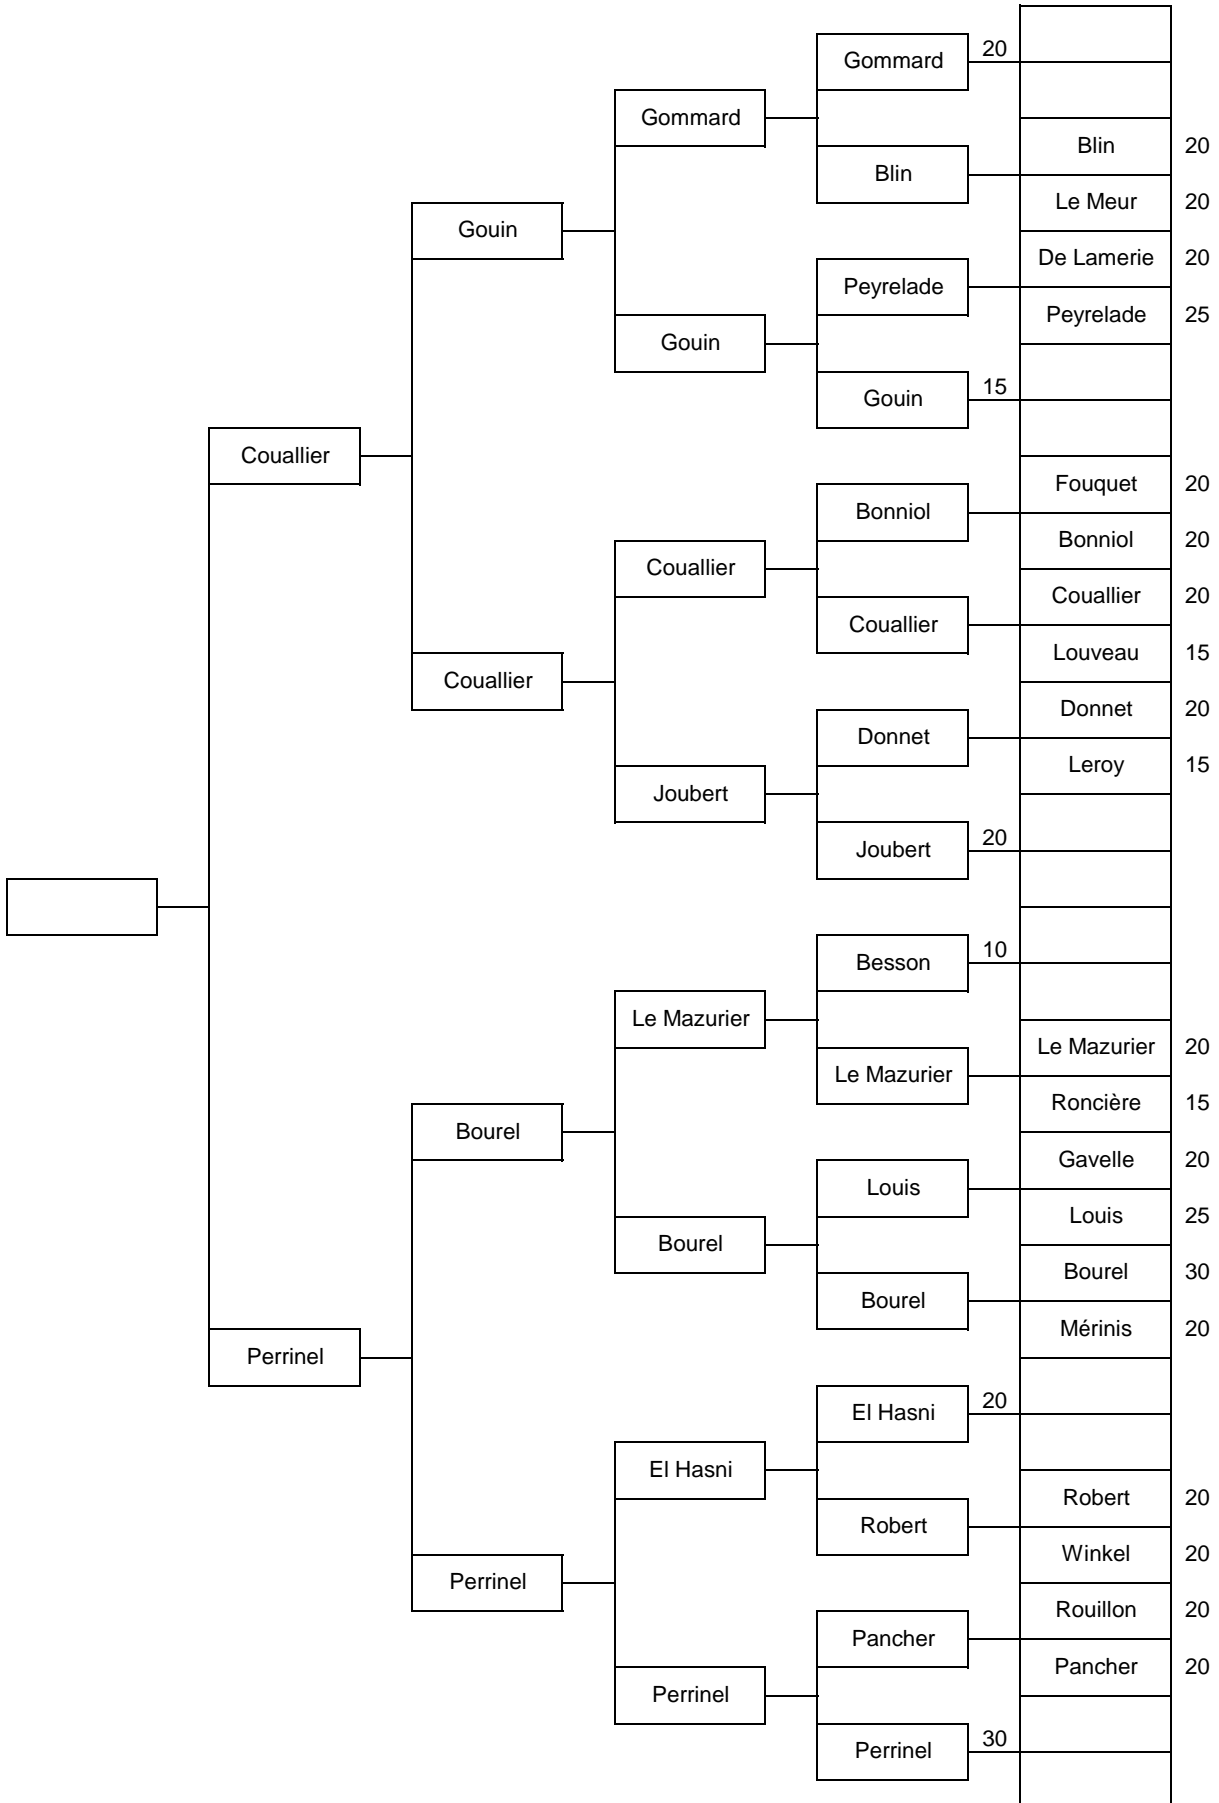 Gommard 20
Gommard
Blin 20
Blin
Le Meur 20
Gouin
De Lamerie 20
Peyrelade
Peyrelade 25
Gouin
Gouin 15
Couallier
Fouquet 20
Bonniol
Bonniol 20
Couallier
Couallier 20
Couallier
Louveau 15
Couallier
Donnet 20
Donnet
Leroy 15
Joubert
Joubert 20
Besson 10
Le Mazurier
Le Mazurier 20
Le Mazurier
Roncière 15
Bourel
Gavelle 20
Louis
Louis 25
Bourel
Bourel 30
Bourel
Mérinis 20
Perrinel
El Hasni 20
El Hasni
Robert 20
Robert
Winkel 20
Perrinel
Rouillon 20
Pancher
Pancher 20
Perrinel
Perrinel 30